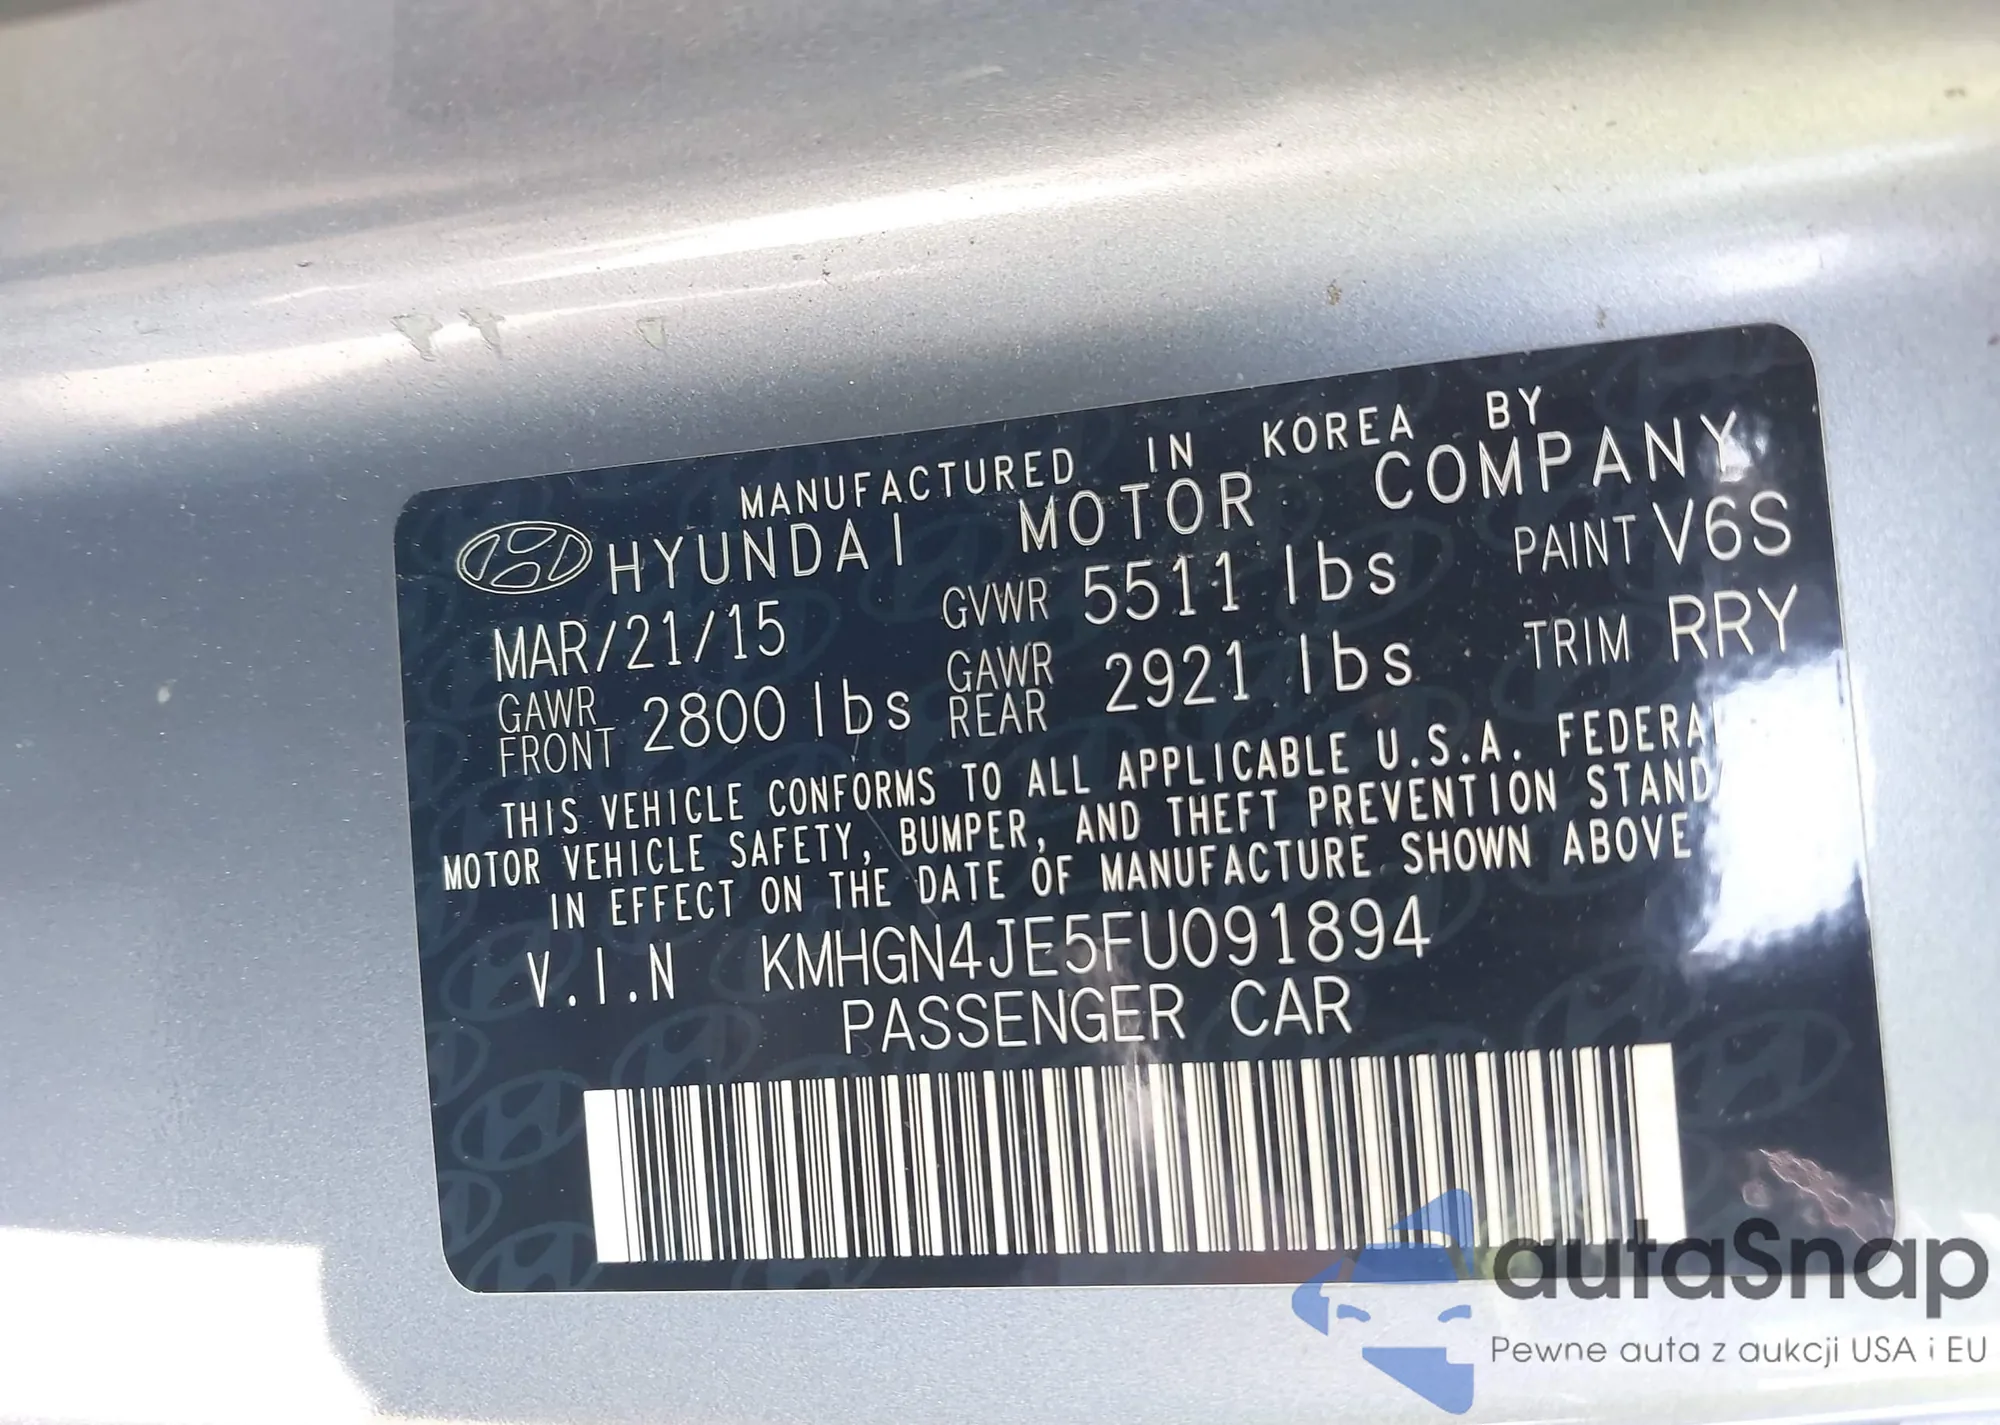 MANUFACTURED IN KOREA BY
HYUNDAI MOTOR COMPANY
MAR/21/15 GVWR 5511 lbs PAINT V6S
GAWR FRONT 2800 lbs GAWR REAR 2921 lbs TRIM RRY
THIS VEHICLE CONFORMS TO ALL APPLICABLE U.S.A. FEDERA
MOTOR VEHICLE SAFETY, BUMPER, AND THEFT PREVENTION STAND
IN EFFECT ON THE DATE OF MANUFACTURE SHOWN ABOVE
V.I.N KMHGN4JE5FU091894
PASSENGER CAR
autaSnap
Pewne auta z aukcji USA i EU